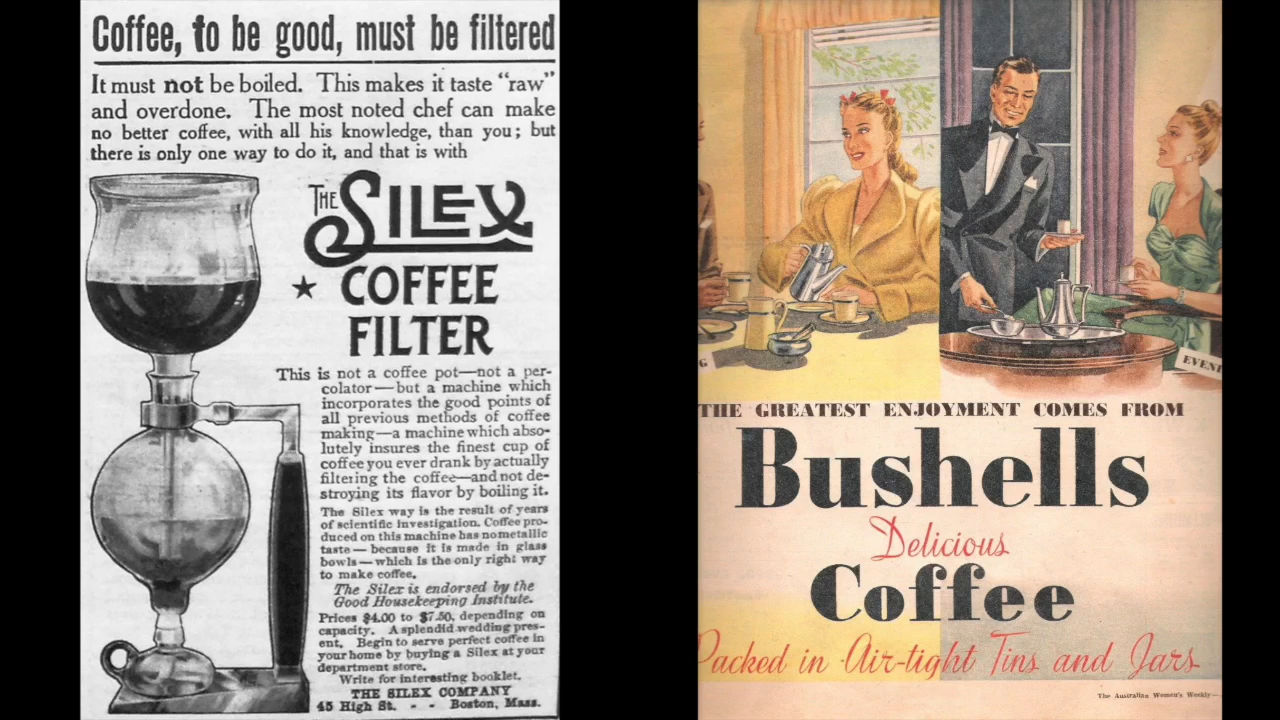 Coffee, to be good, must be filtered
It must not be boiled. This makes it taste "raw"
and overdone. The most noted chef can make
no better coffee, with all his knowledge, than you; but
there is only one way to do it, and that is with
THE SILEX
COFFEE
FILTER
This is not a coffee pot—not a per-
colator—but a machine which
incorporates the good points of
all previous methods of coffee
making—a machine which abso-
lutely insures the finest cup of
coffee you ever drank by actually
filtering the coffee—and not de-
stroying its flavor by boiling it.
The Silex way is the result of years
of scientific investigation. Coffee pro-
duced on this machine has no metallic
taste—because it is made in glass
bowls—which is the only right way
to make coffee.
The Silex is endorsed by the
Good Housekeeping Institute.
Prices $4.00 to $7.50, depending on
capacity. A splendid wedding pres-
ent. Begin to serve perfect coffee in
your home by buying a Silex at your
department store.
Write for interesting booklet.
THE SILEX COMPANY
45 High St. - - Boston, Mass.
G
EVENI
THE GREATEST ENJOYMENT COMES FROM
Bushells
Delicious
Coffee
Packed in Air-tight Tins and Jars
The Australian Women's Weekly—